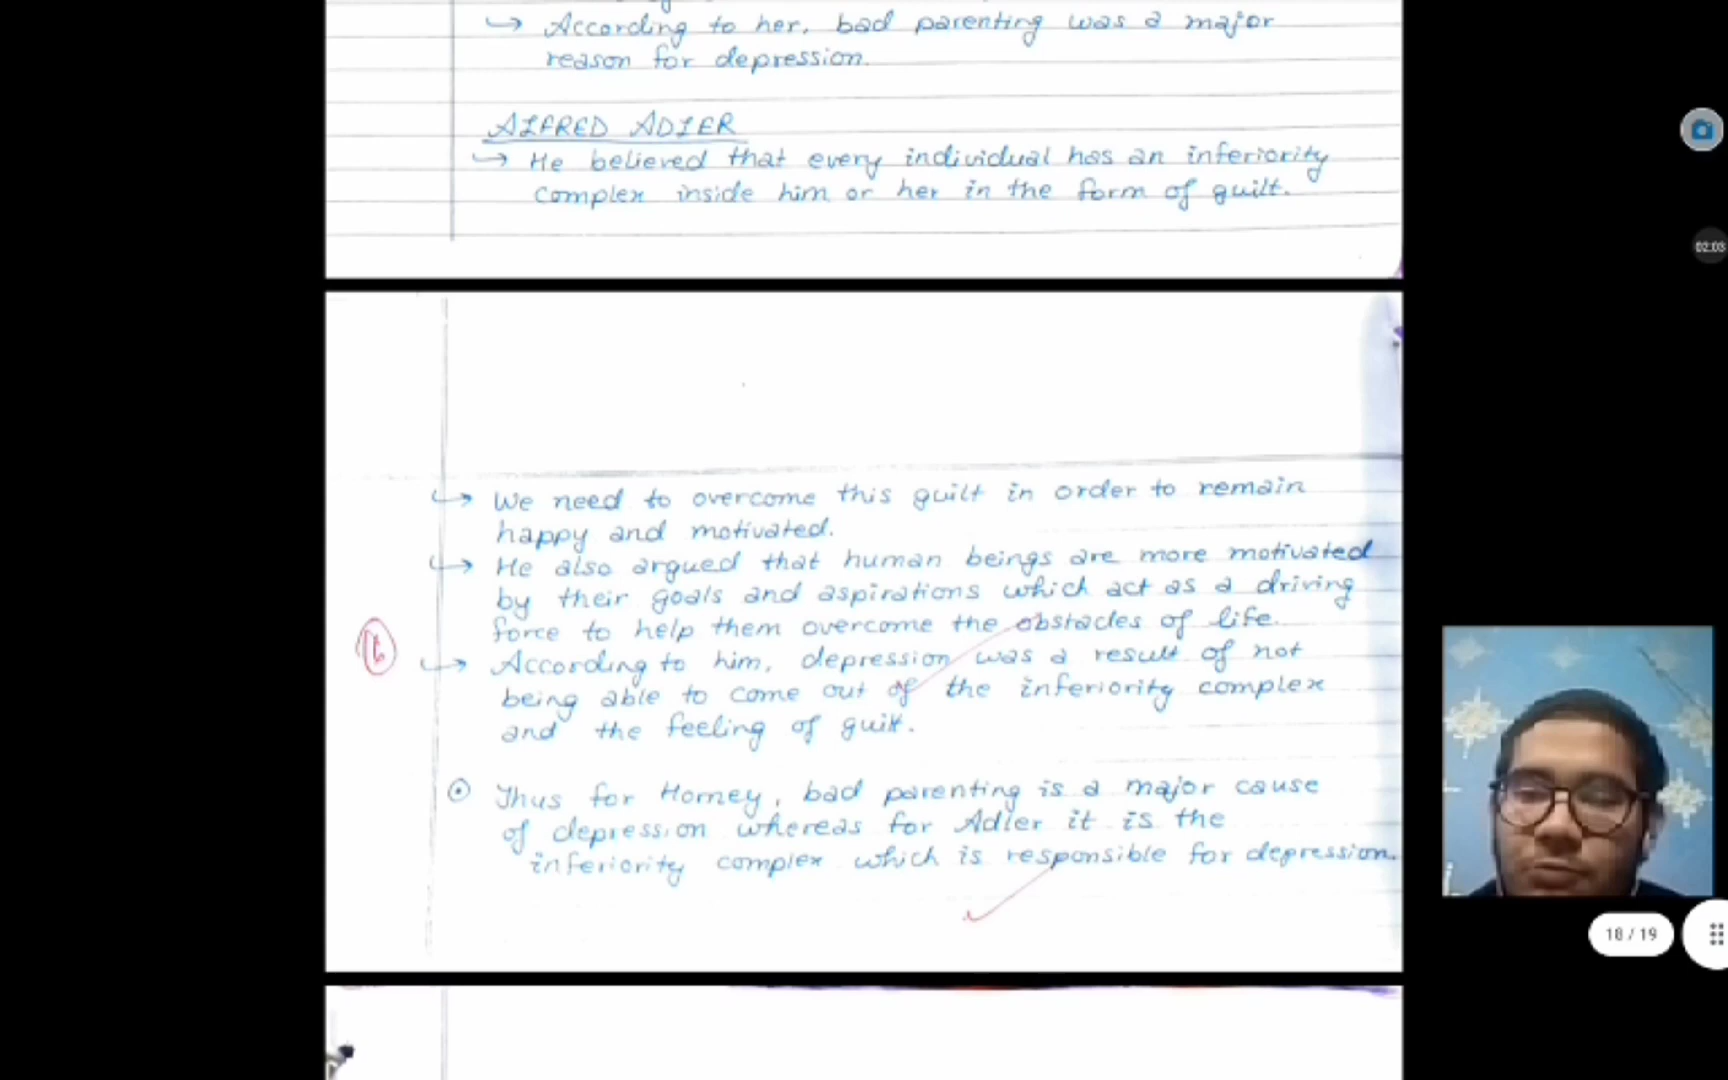 ↳ According to her, bad parenting was a major
reason for depression.
ALFRED ADLER
↳ He believed that every individual has an inferiority
complex inside him or her in the form of guilt.
↳ We need to overcome this guilt in order to remain
happy and motivated.
↳ He also argued that human beings are more motivated
by their goals and aspirations which act as a driving
force to help them overcome the obstacles of life.
↳ According to him, depression was a result of not
being able to come out of the inferiority complex
and the feeling of guilt.
⊙ Thus for Horney, bad parenting is a major cause
of depression whereas for Adler it is the
inferiority complex which is responsible for depression.
02:03
18 / 19